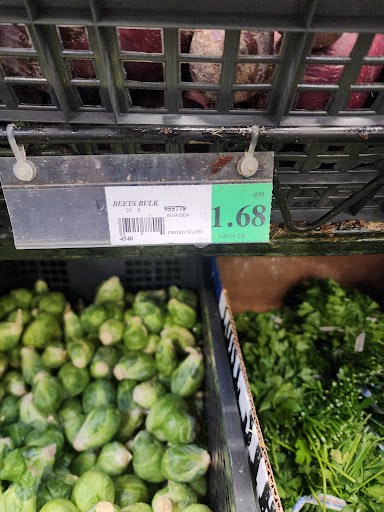 BEETS BULK 955778
4540
UNITED STATES
1.68